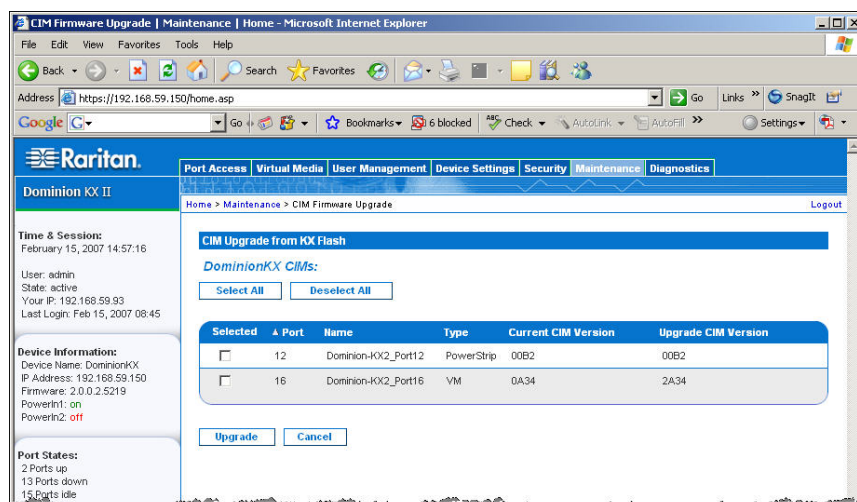 CIM Firmware Upgrade | Maintenance | Home - Microsoft Internet Explorer
File Edit View Favorites Tools Help
Back Search Favorites
Address https://192.168.59.150/home.asp Go Links » SnagIt
Google G Go Bookmarks 6 blocked ABC Check AutoLink AutoFill » Settings
Raritan.
Dominion KX II
Port Access Virtual Media User Management Device Settings Security Maintenance Diagnostics
Home > Maintenance > CIM Firmware Upgrade Logout
Time & Session:
February 15, 2007 14:57:16
User: admin
State: active
Your IP: 192.168.59.93
Last Login: Feb 15, 2007 08:45
Device Information:
Device Name: DominionKX
IP Address: 192.168.59.150
Firmware: 2.0.0.2.5219
PowerIn1: on
PowerIn2: off
Port States:
2 Ports up
13 Ports down
15 Ports idle
CIM Upgrade from KX Flash
DominionKX CIMs:
Select All Deselect All
Selected ▲ Port Name Type Current CIM Version Upgrade CIM Version
12 Dominion-KX2_Port12 PowerStrip 00B2 00B2
16 Dominion-KX2_Port16 VM 0A34 2A34
Upgrade Cancel